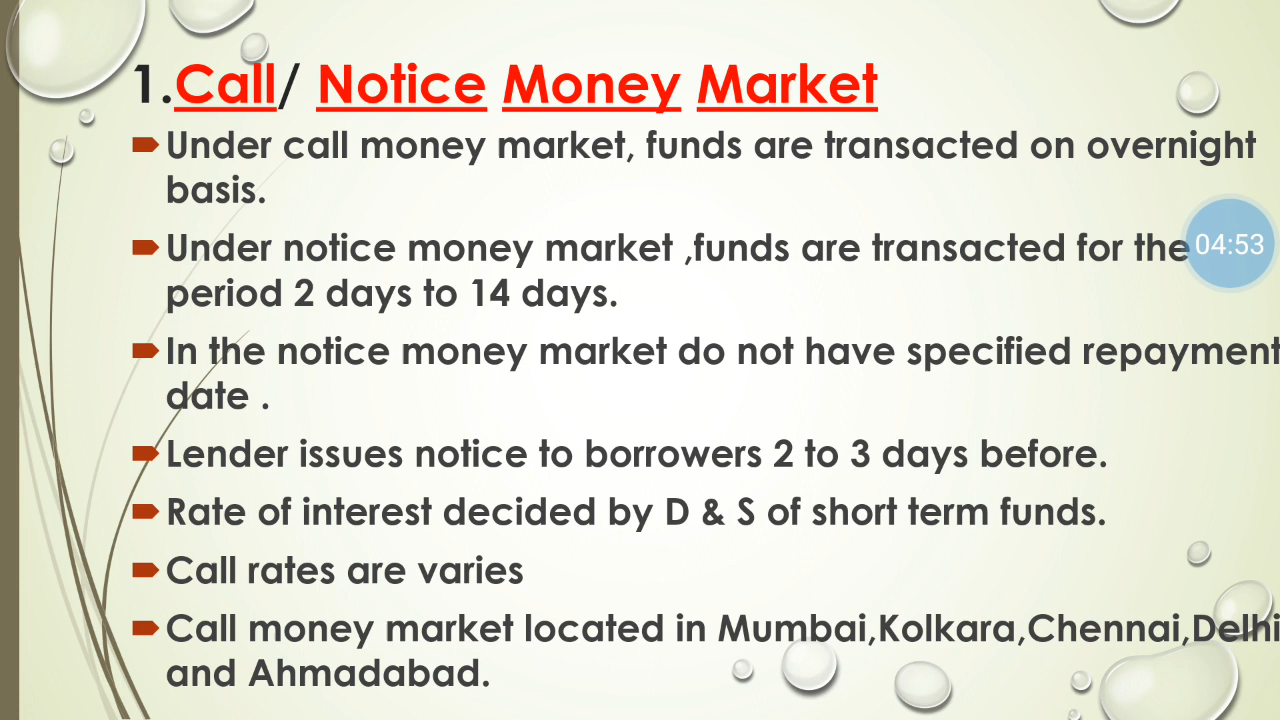 1.Call/ Notice Money Market
Under call money market, funds are transacted on overnight
basis.
Under notice money market ,funds are transacted for the
04:53
period 2 days to 14 days.
In the notice money market do not have specified repayment
date .
Lender issues notice to borrowers 2 to 3 days before.
Rate of interest decided by D & S of short term funds.
Call rates are varies
Call money market located in Mumbai,Kolkara,Chennai,Delhi
and Ahmadabad.